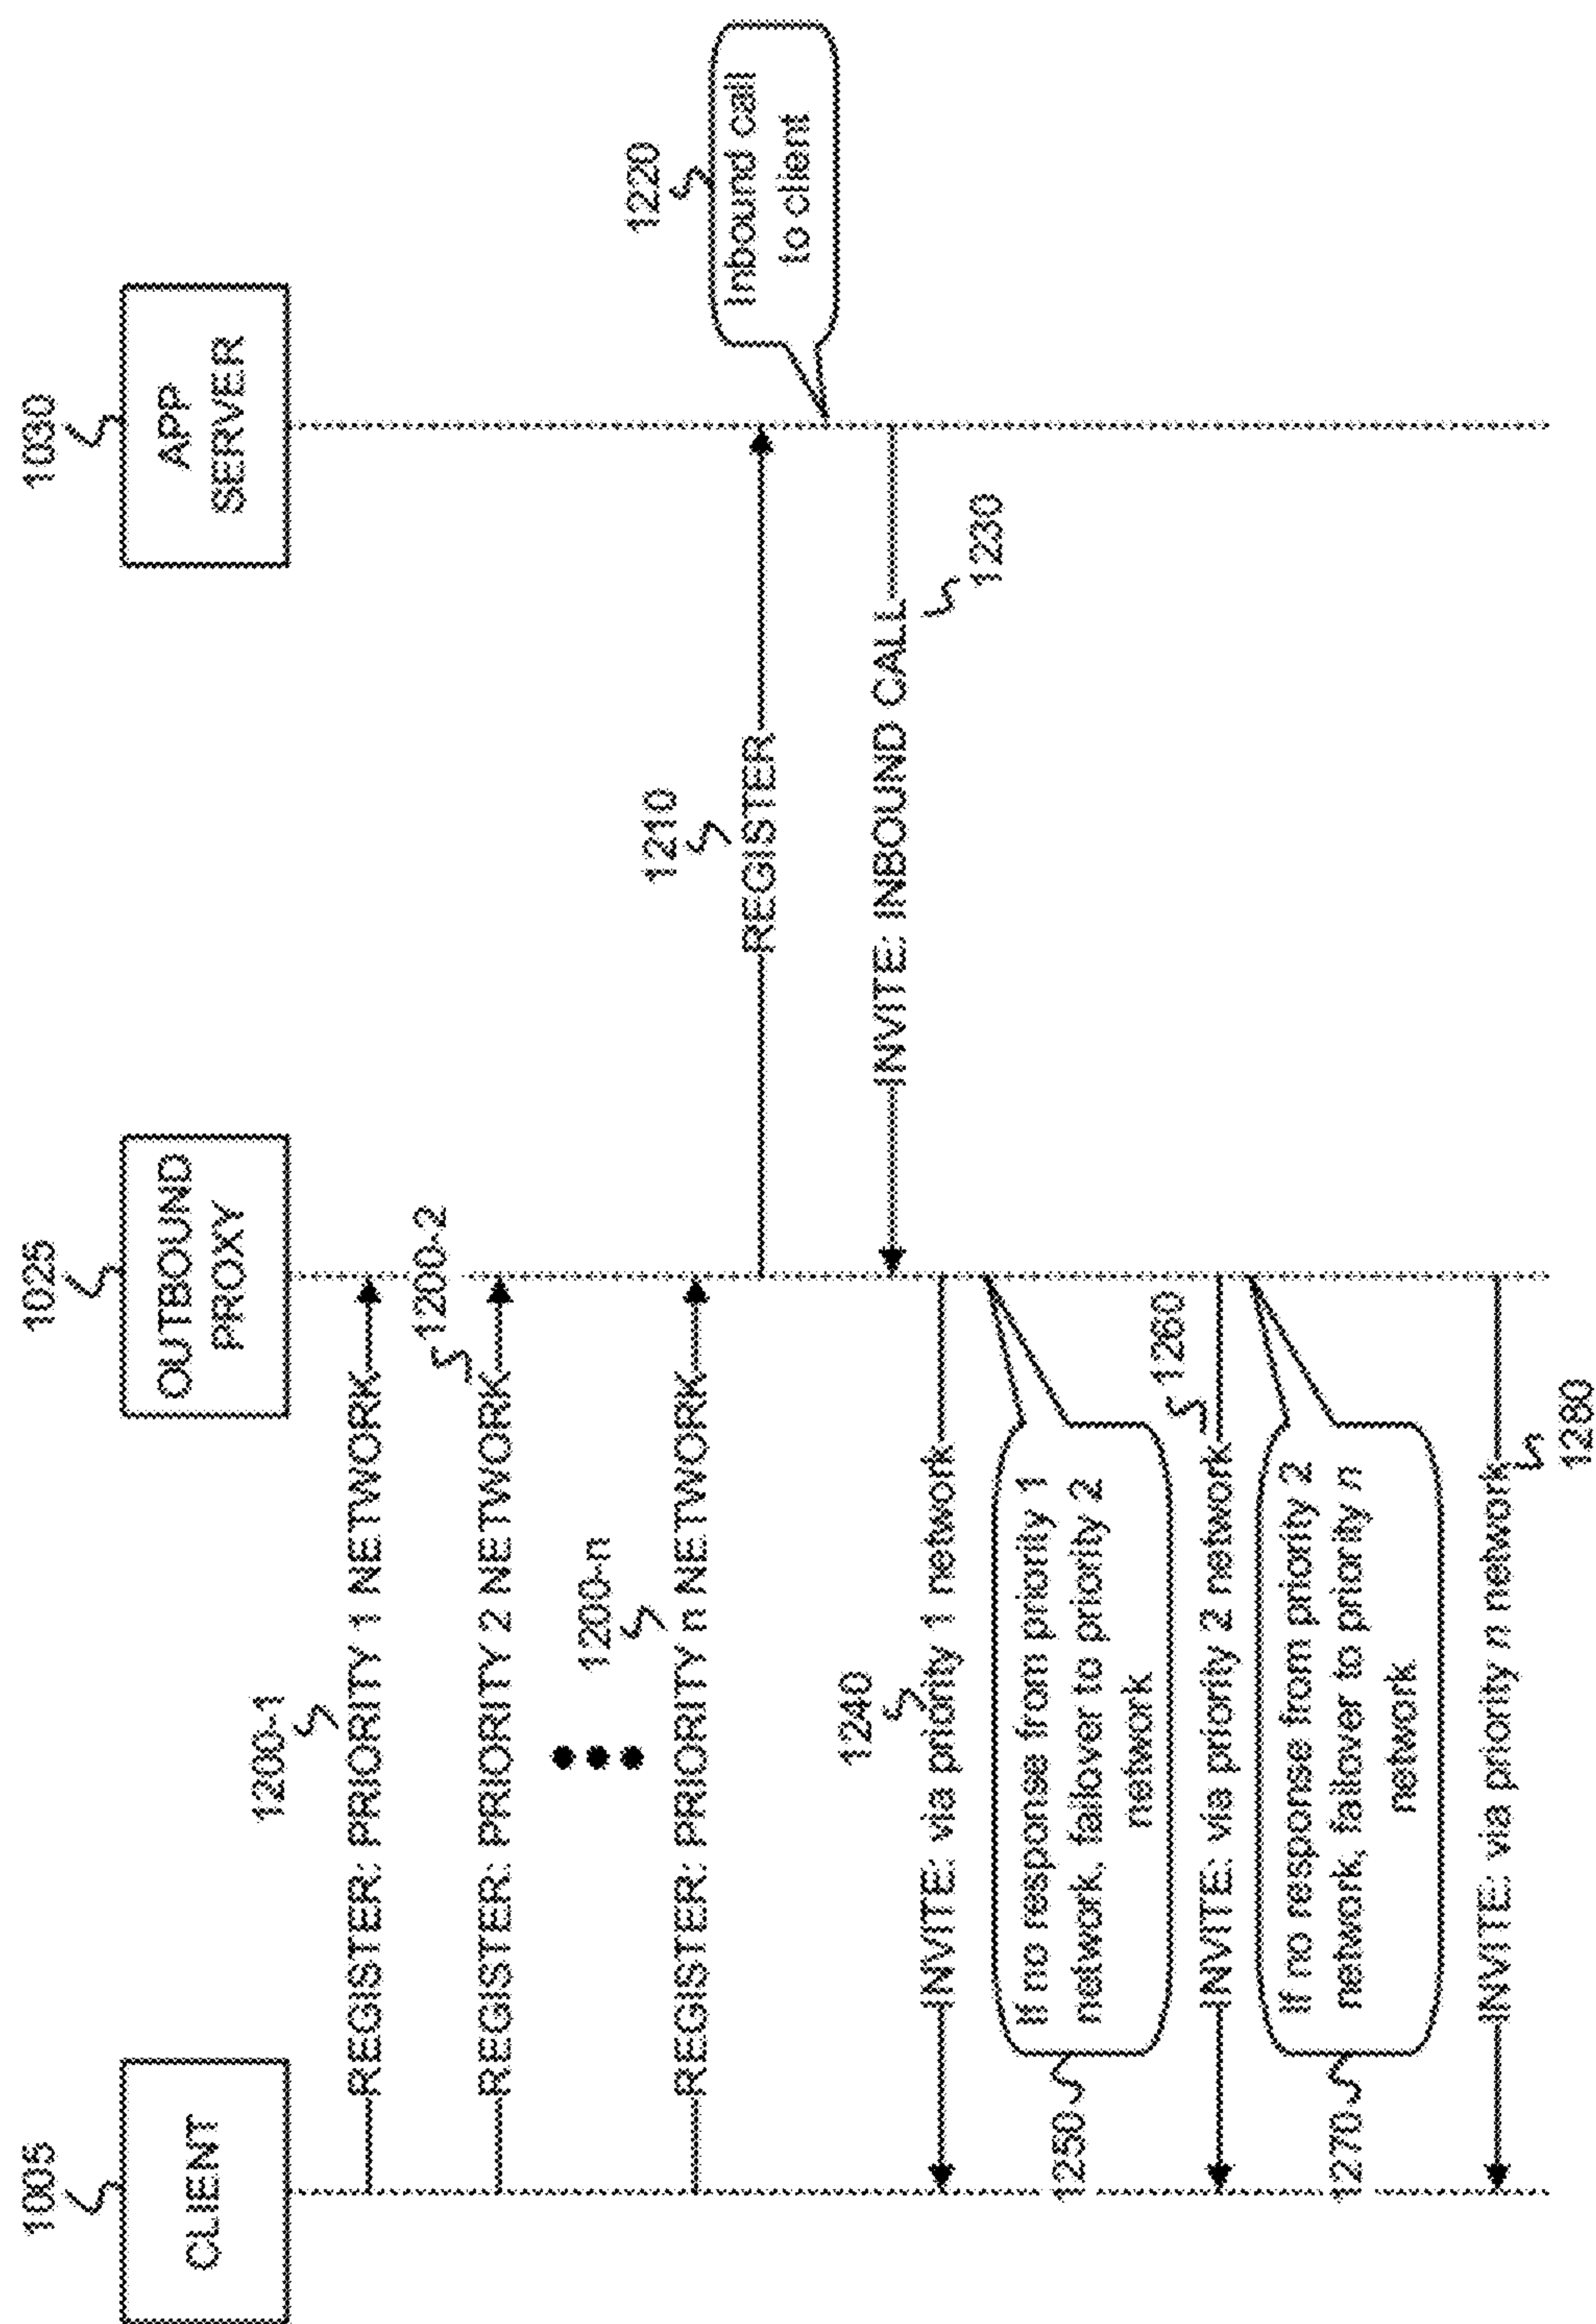 1005
CLIENT
1025
OUTBOUND
PROXY
1030
APP
SERVER
1200-1
REGISTER: PRIORITY 1 NETWORK
1200-2
REGISTER: PRIORITY 2 NETWORK
1200-n
REGISTER: PRIORITY n NETWORK
1210
REGISTER
1220
Inbound call
to client
INVITE: INBOUND CALL
1230
1240
INVITE: via priority 1 network
If no response from priority 1
network, failover to priority 2
network
1250
1260
INVITE: via priority 2 network
If no response from priority 2
network, failover to priority n
network
1270
INVITE: via priority n network
1280